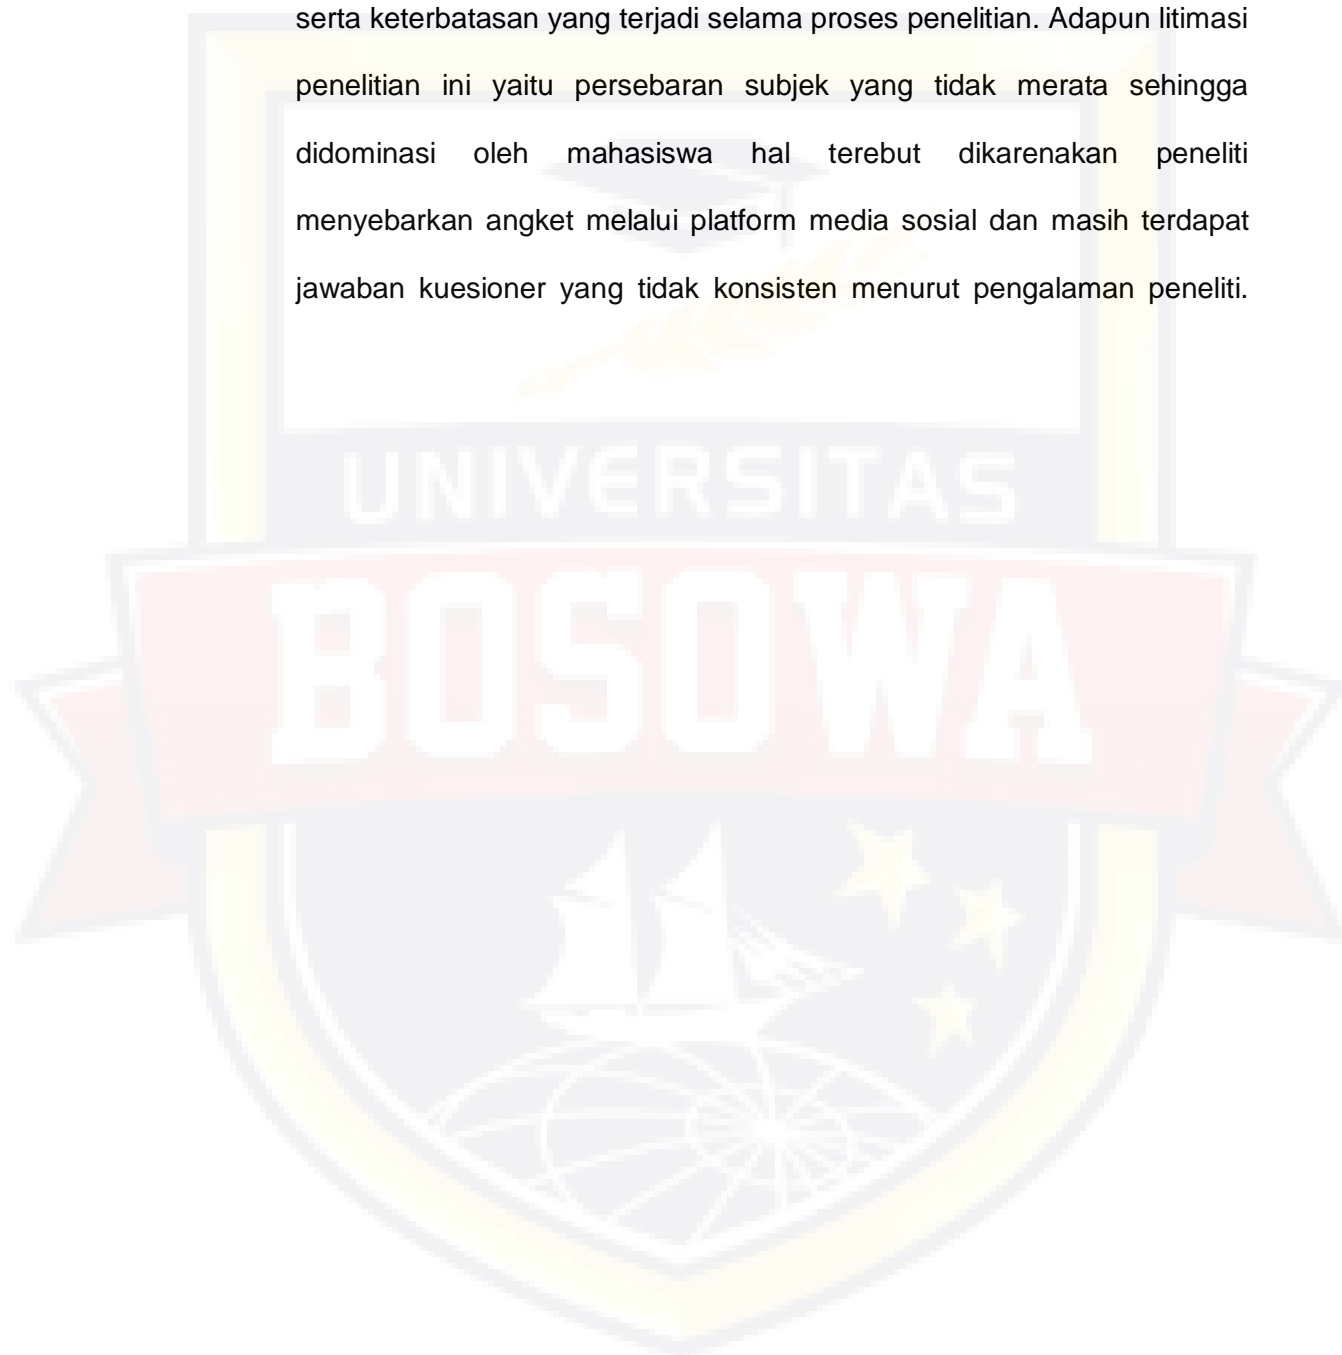 serta keterbatasan yang terjadi selama proses penelitian. Adapun litimasi
penelitian ini yaitu persebaran subjek yang tidak merata sehingga
didominasi oleh mahasiswa hal terebut dikarenakan peneliti
menyebarkan angket melalui platform media sosial dan masih terdapat
jawaban kuesioner yang tidak konsisten menurut pengalaman peneliti.
UNIVERSITAS
BOSOWA